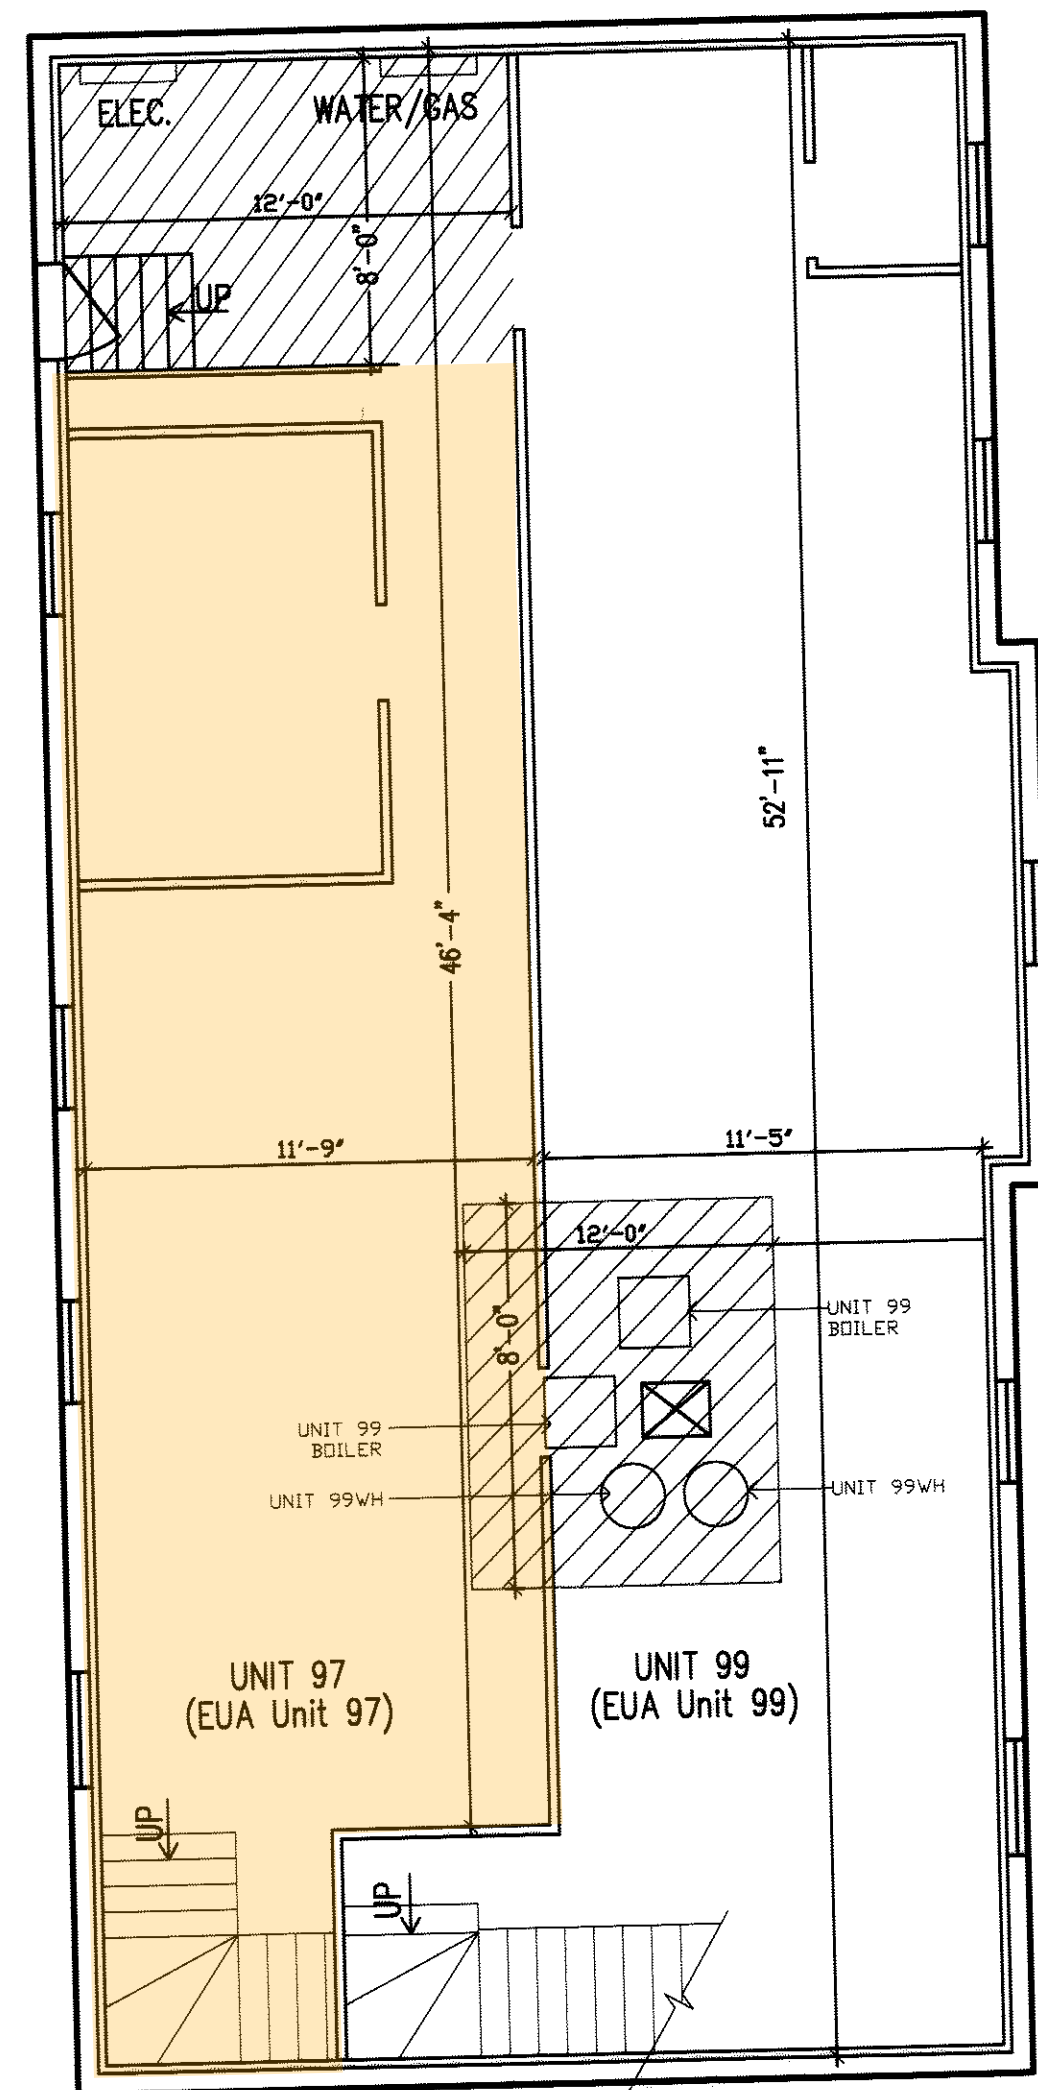 ELEC.
WATER/GAS
12'-0"
8'-0"
UP
52'-11"
46'-4"
11'-9"
11'-5"
12'-0"
8'-0"
UNIT 99
BOILER
UNIT 99
BOILER
UNIT 99WH
UNIT 99WH
UNIT 97
(EUA Unit 97)
UNIT 99
(EUA Unit 99)
UP
UP